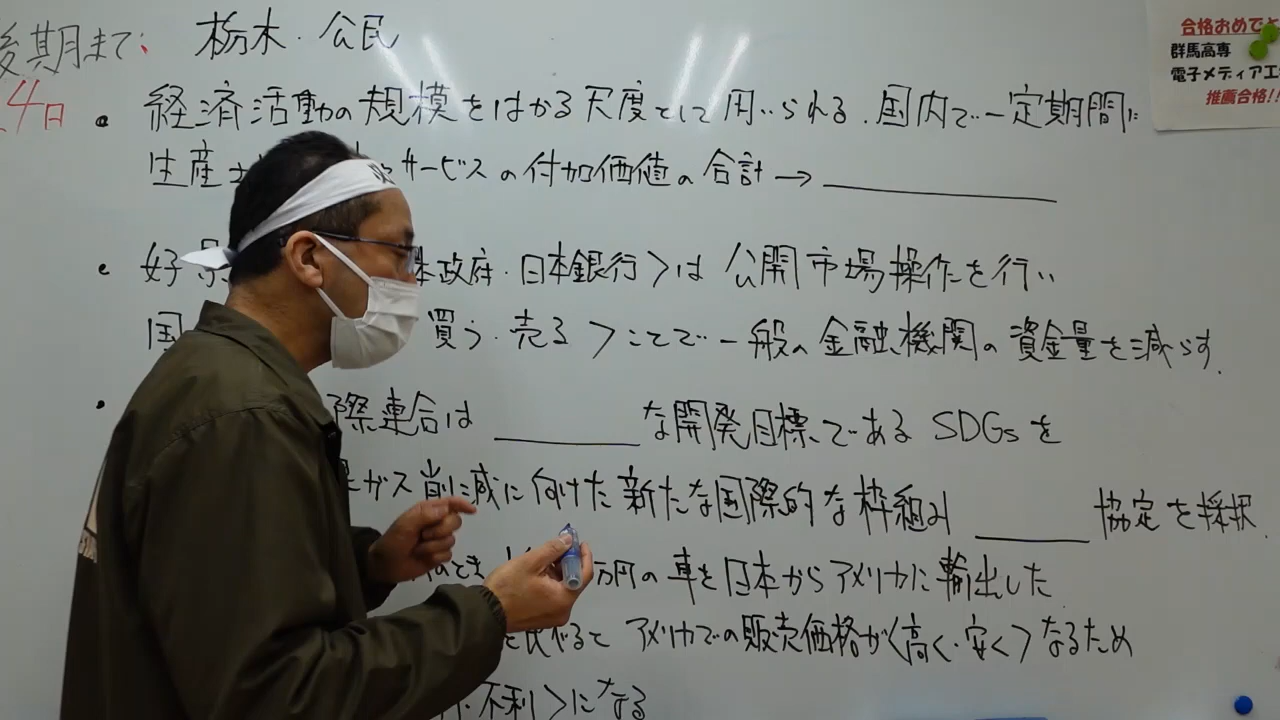 後期まで: 栃木・公民
4日
合格おめでと
群馬高専
電子メディア工
推薦合格!!
・経済活動の規模をはかる尺度として用いられる.国内で一定期間に
生産 サービスの付加価値の合計→
・好景 政府・日本銀行〉は 公開市場操作を行い
国 買う・売る〉ことで一般の金融機関の資金量を減らす.
・ 際連合は な開発目標である SDGsを
ガス削減に向けた新たな国際的な枠組み 協定を採択.
のとき 万円の車を日本からアメリカに輸出した.
と比べると アメリカでの販売価格が〈高く・安く〉なるため
・不利〉になる